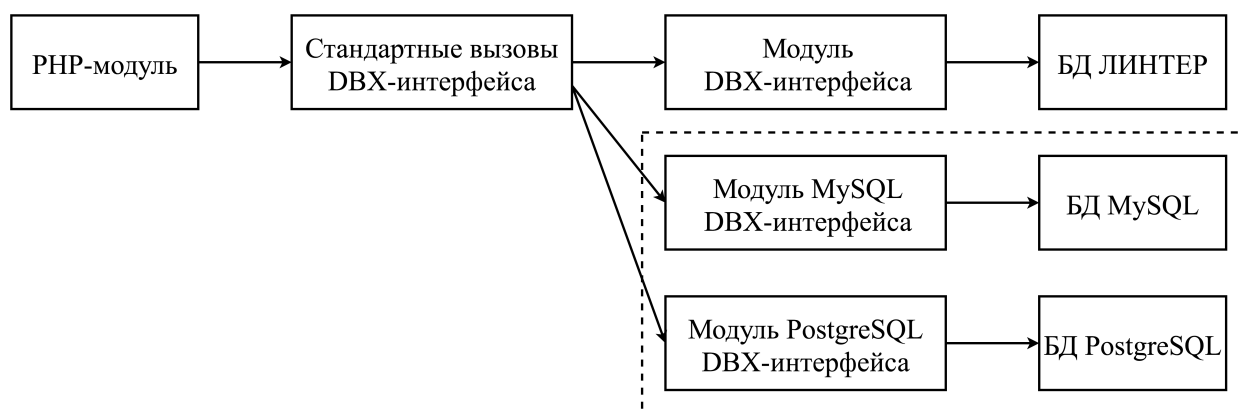 PHP-модуль
Стандартные вызовы
DBX-интерфейса
Модуль
DBX-интерфейса
БД ЛИНТЕР
Модуль MySQL
DBX-интерфейса
БД MySQL
Модуль PostgreSQL
DBX-интерфейса
БД PostgreSQL